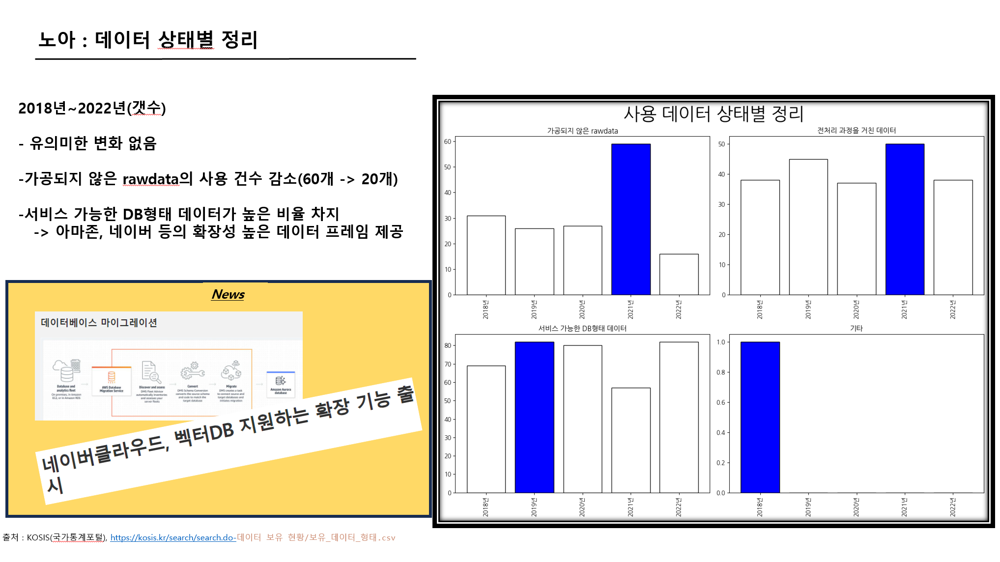 노아 : 데이터 상태별 정리
2018년~2022년(갯수)
- 유의미한 변화 없음
-가공되지 않은 rawdata의 사용 건수 감소(60개 -> 20개)
-서비스 가능한 DB형태 데이터가 높은 비율 차지
-> 아마존, 네이버 등의 확장성 높은 데이터 프레임 제공
News
데이터베이스 마이그레이션
Database and
analytics fleet
On premises, in Amazon
EC2, or in Amazon RDS
AWS Database
Migration Service
Discover and assess
DMS Fleet Advisor
automatically inventories
and assesses your
server fleets
Convert
DMS Schema Conversion
converts the source schema
and code to match the
target database
Migrate
DMS creates a task
to connect source and
target databases and
initiates migration
Amazon Aurora
database
네이버클라우드, 벡터DB 지원하는 확장 기능 출
시
사용 데이터 상태별 정리
가공되지 않은 rawdata
60
50
40
30
20
10
0
2018년
2019년
2020년
2021년
2022년
전처리 과정을 거친 데이터
50
40
30
20
10
0
2018년
2019년
2020년
2021년
2022년
서비스 가능한 DB형태 데이터
80
70
60
50
40
30
20
10
0
2018년
2019년
2020년
2021년
2022년
기타
1.0
0.8
0.6
0.4
0.2
0.0
2018년
2019년
2020년
2021년
2022년
출처 : KOSIS(국가통계포털), https://kosis.kr/search/search.do-데이터 보유 현황/보유_데이터_형태.csv